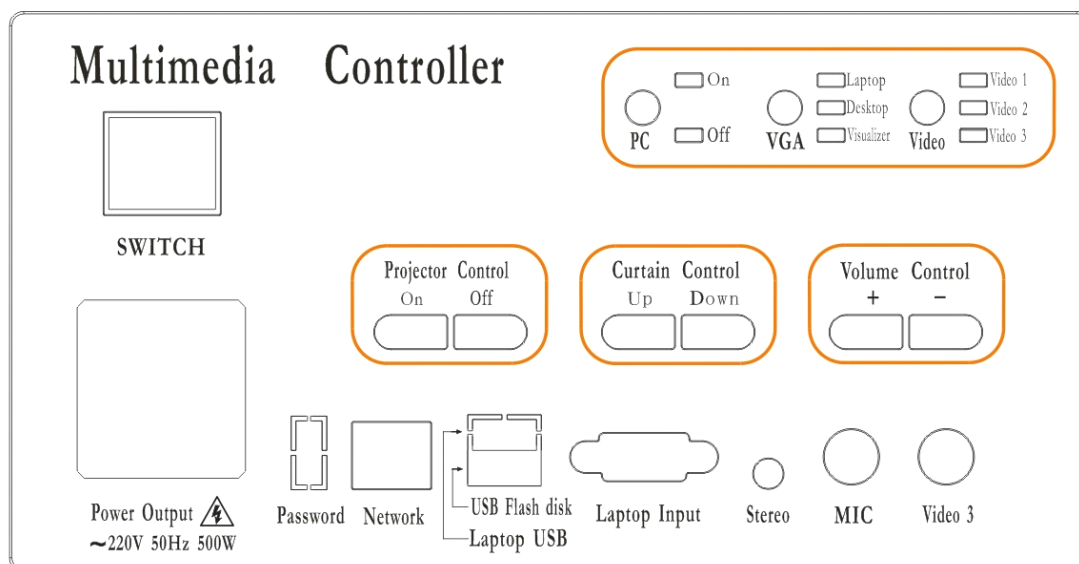 Multimedia Controller
On
Laptop
Video 1
Desktop
Video 2
PC
Off
VGA
Visualizer
Video
Video 3
SWITCH
Projector Control
On Off
Curtain Control
Up Down
Volume Control
+ −
Power Output
~220V 50Hz 500W
Password
Network
USB Flash disk
Laptop USB
Laptop Input
Stereo
MIC
Video 3